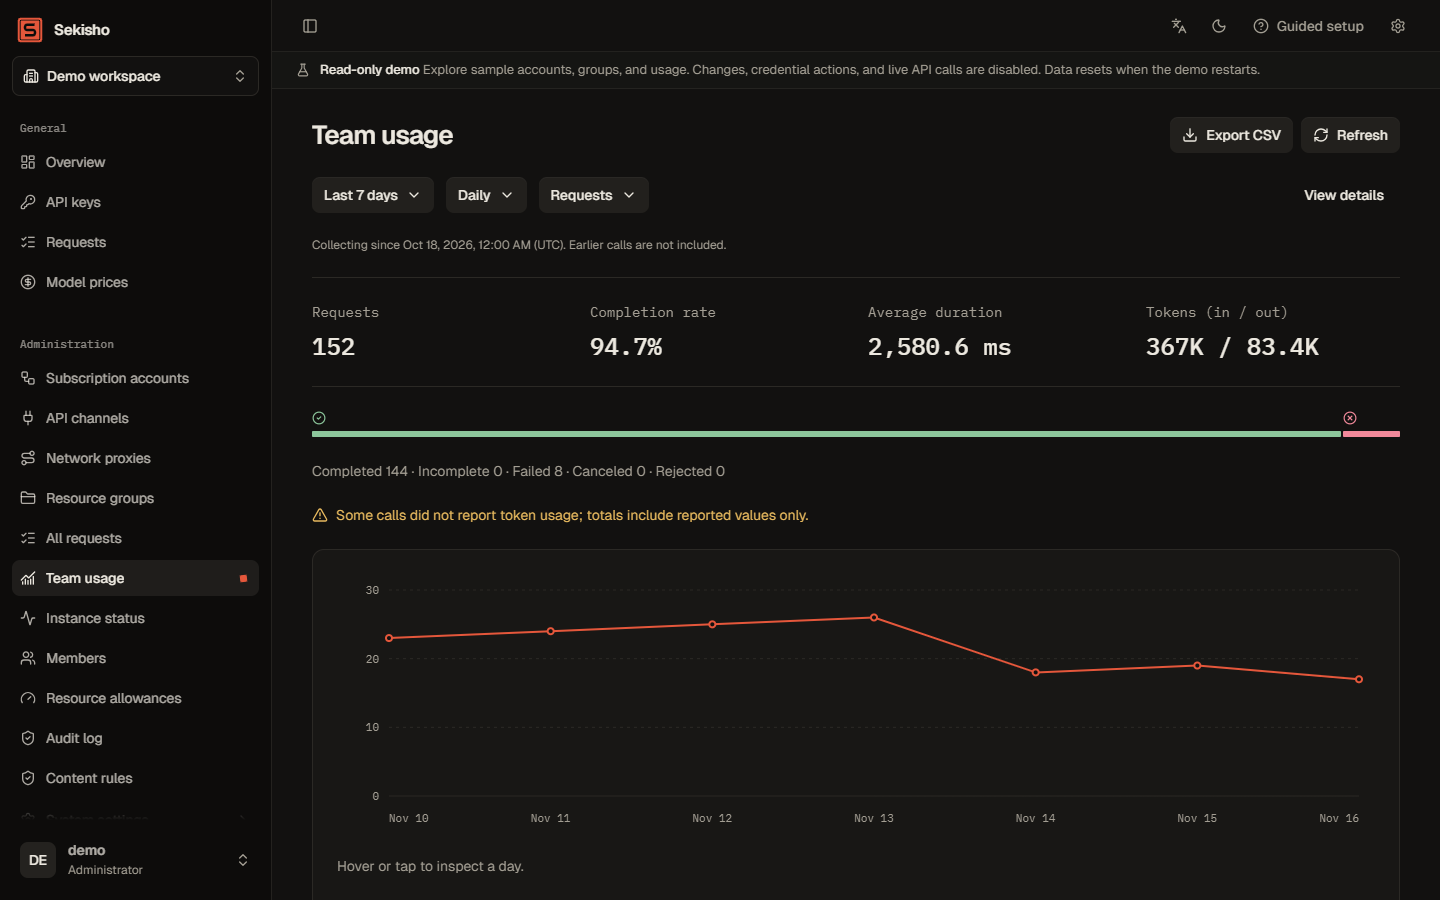 Sekisho
Demo workspace
General
Overview
API keys
Requests
Model prices
Administration
Subscription accounts
API channels
Network proxies
Resource groups
All requests
Team usage
Instance status
Members
Resource allowances
Audit log
Content rules
DE
demo
Administrator
Guided setup
Read-only demo Explore sample accounts, groups, and usage. Changes, credential actions, and live API calls are disabled. Data resets when the demo restarts.
Team usage
Export CSV
Refresh
Last 7 days
Daily
Requests
View details
Collecting since Oct 18, 2026, 12:00 AM (UTC). Earlier calls are not included.
Requests
152
Completion rate
94.7%
Average duration
2,580.6 ms
Tokens (in / out)
367K / 83.4K
Completed 144 · Incomplete 0 · Failed 8 · Canceled 0 · Rejected 0
Some calls did not report token usage; totals include reported values only.
30
20
10
0
Nov 10
Nov 11
Nov 12
Nov 13
Nov 14
Nov 15
Nov 16
Hover or tap to inspect a day.